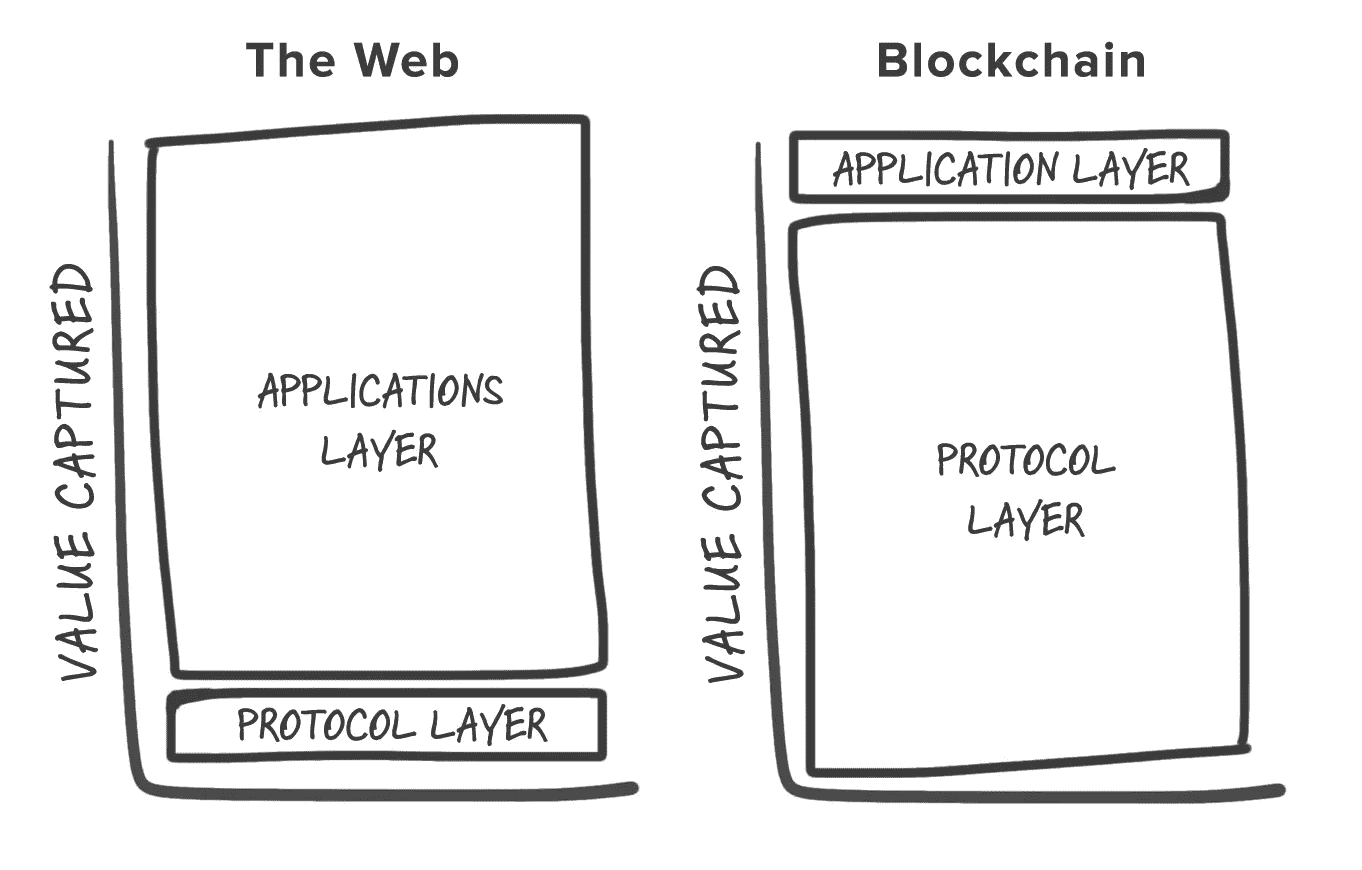 The Web
VALUE CAPTURED
APPLICATIONS
LAYER
PROTOCOL LAYER
Blockchain
VALUE CAPTURED
APPLICATION LAYER
PROTOCOL
LAYER